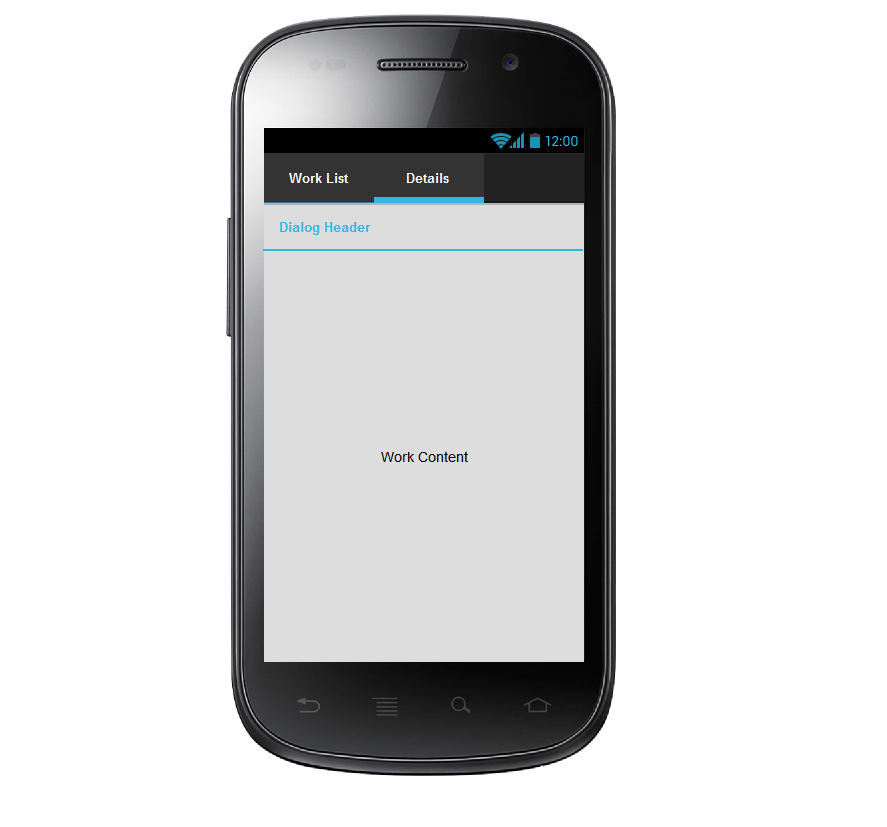 12:00
Work List
Details
Dialog Header
Work Content